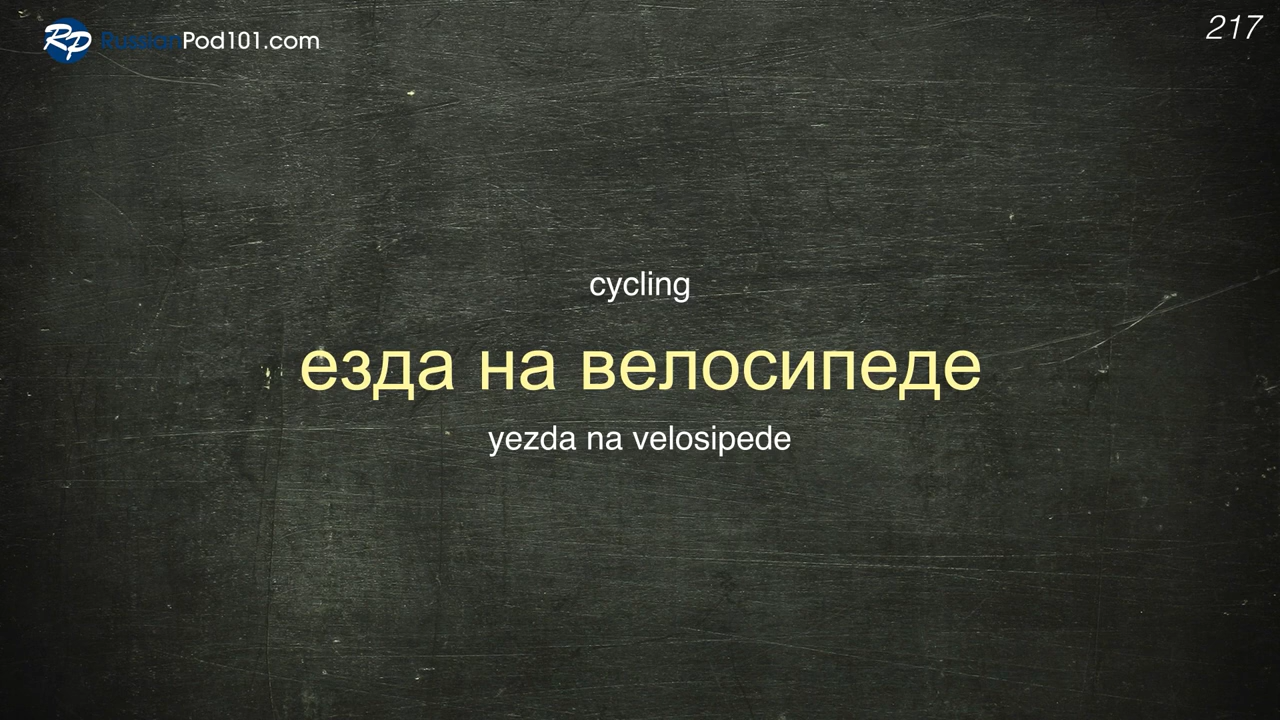 RussianPod101.com
217
cycling
езда на велосипеде
yezda na velosipede